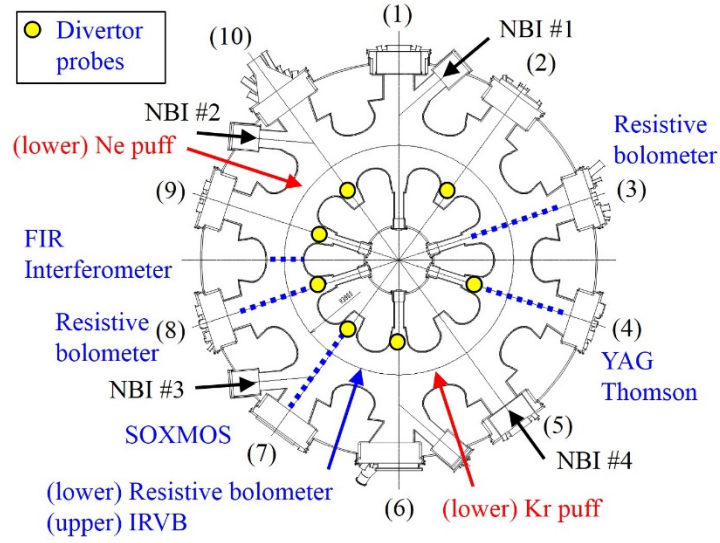 Divertor
probes
(1)
NBI #1
(10)
(2)
NBI #2
Resistive
bolometer
(lower) Ne puff
(3)
(9)
FIR
Interferometer
Resistive
bolometer
(8)
(4)
YAG
Thomson
NBI #3
SOXMOS
(7)
(5)
NBI #4
(6)
(lower) Resistive bolometer
(upper) IRVB
(lower) Kr puff